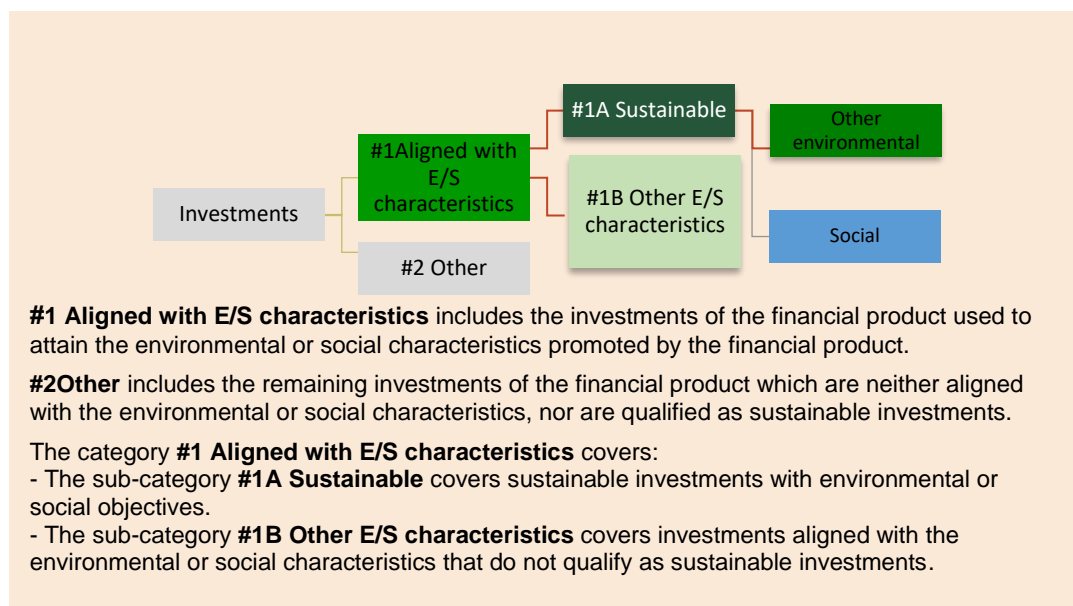 #1A Sustainable
Other
environmental
#1Aligned with
E/S
characteristics
#1B Other E/S
characteristics
Investments
Social
#2 Other
#1 Aligned with E/S characteristics includes the investments of the financial product used to
attain the environmental or social characteristics promoted by the financial product.
#2Other includes the remaining investments of the financial product which are neither aligned
with the environmental or social characteristics, nor are qualified as sustainable investments.
The category #1 Aligned with E/S characteristics covers:
- The sub-category #1A Sustainable covers sustainable investments with environmental or
social objectives.
- The sub-category #1B Other E/S characteristics covers investments aligned with the
environmental or social characteristics that do not qualify as sustainable investments.